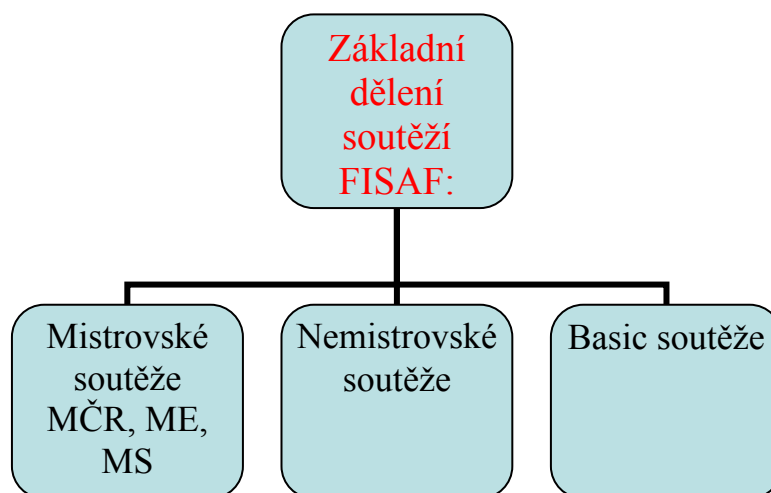 Základní
dělení
soutěží
FISAF:
Mistrovské
soutěže
MČR, ME,
MS
Nemistrovské
soutěže
Basic soutěže